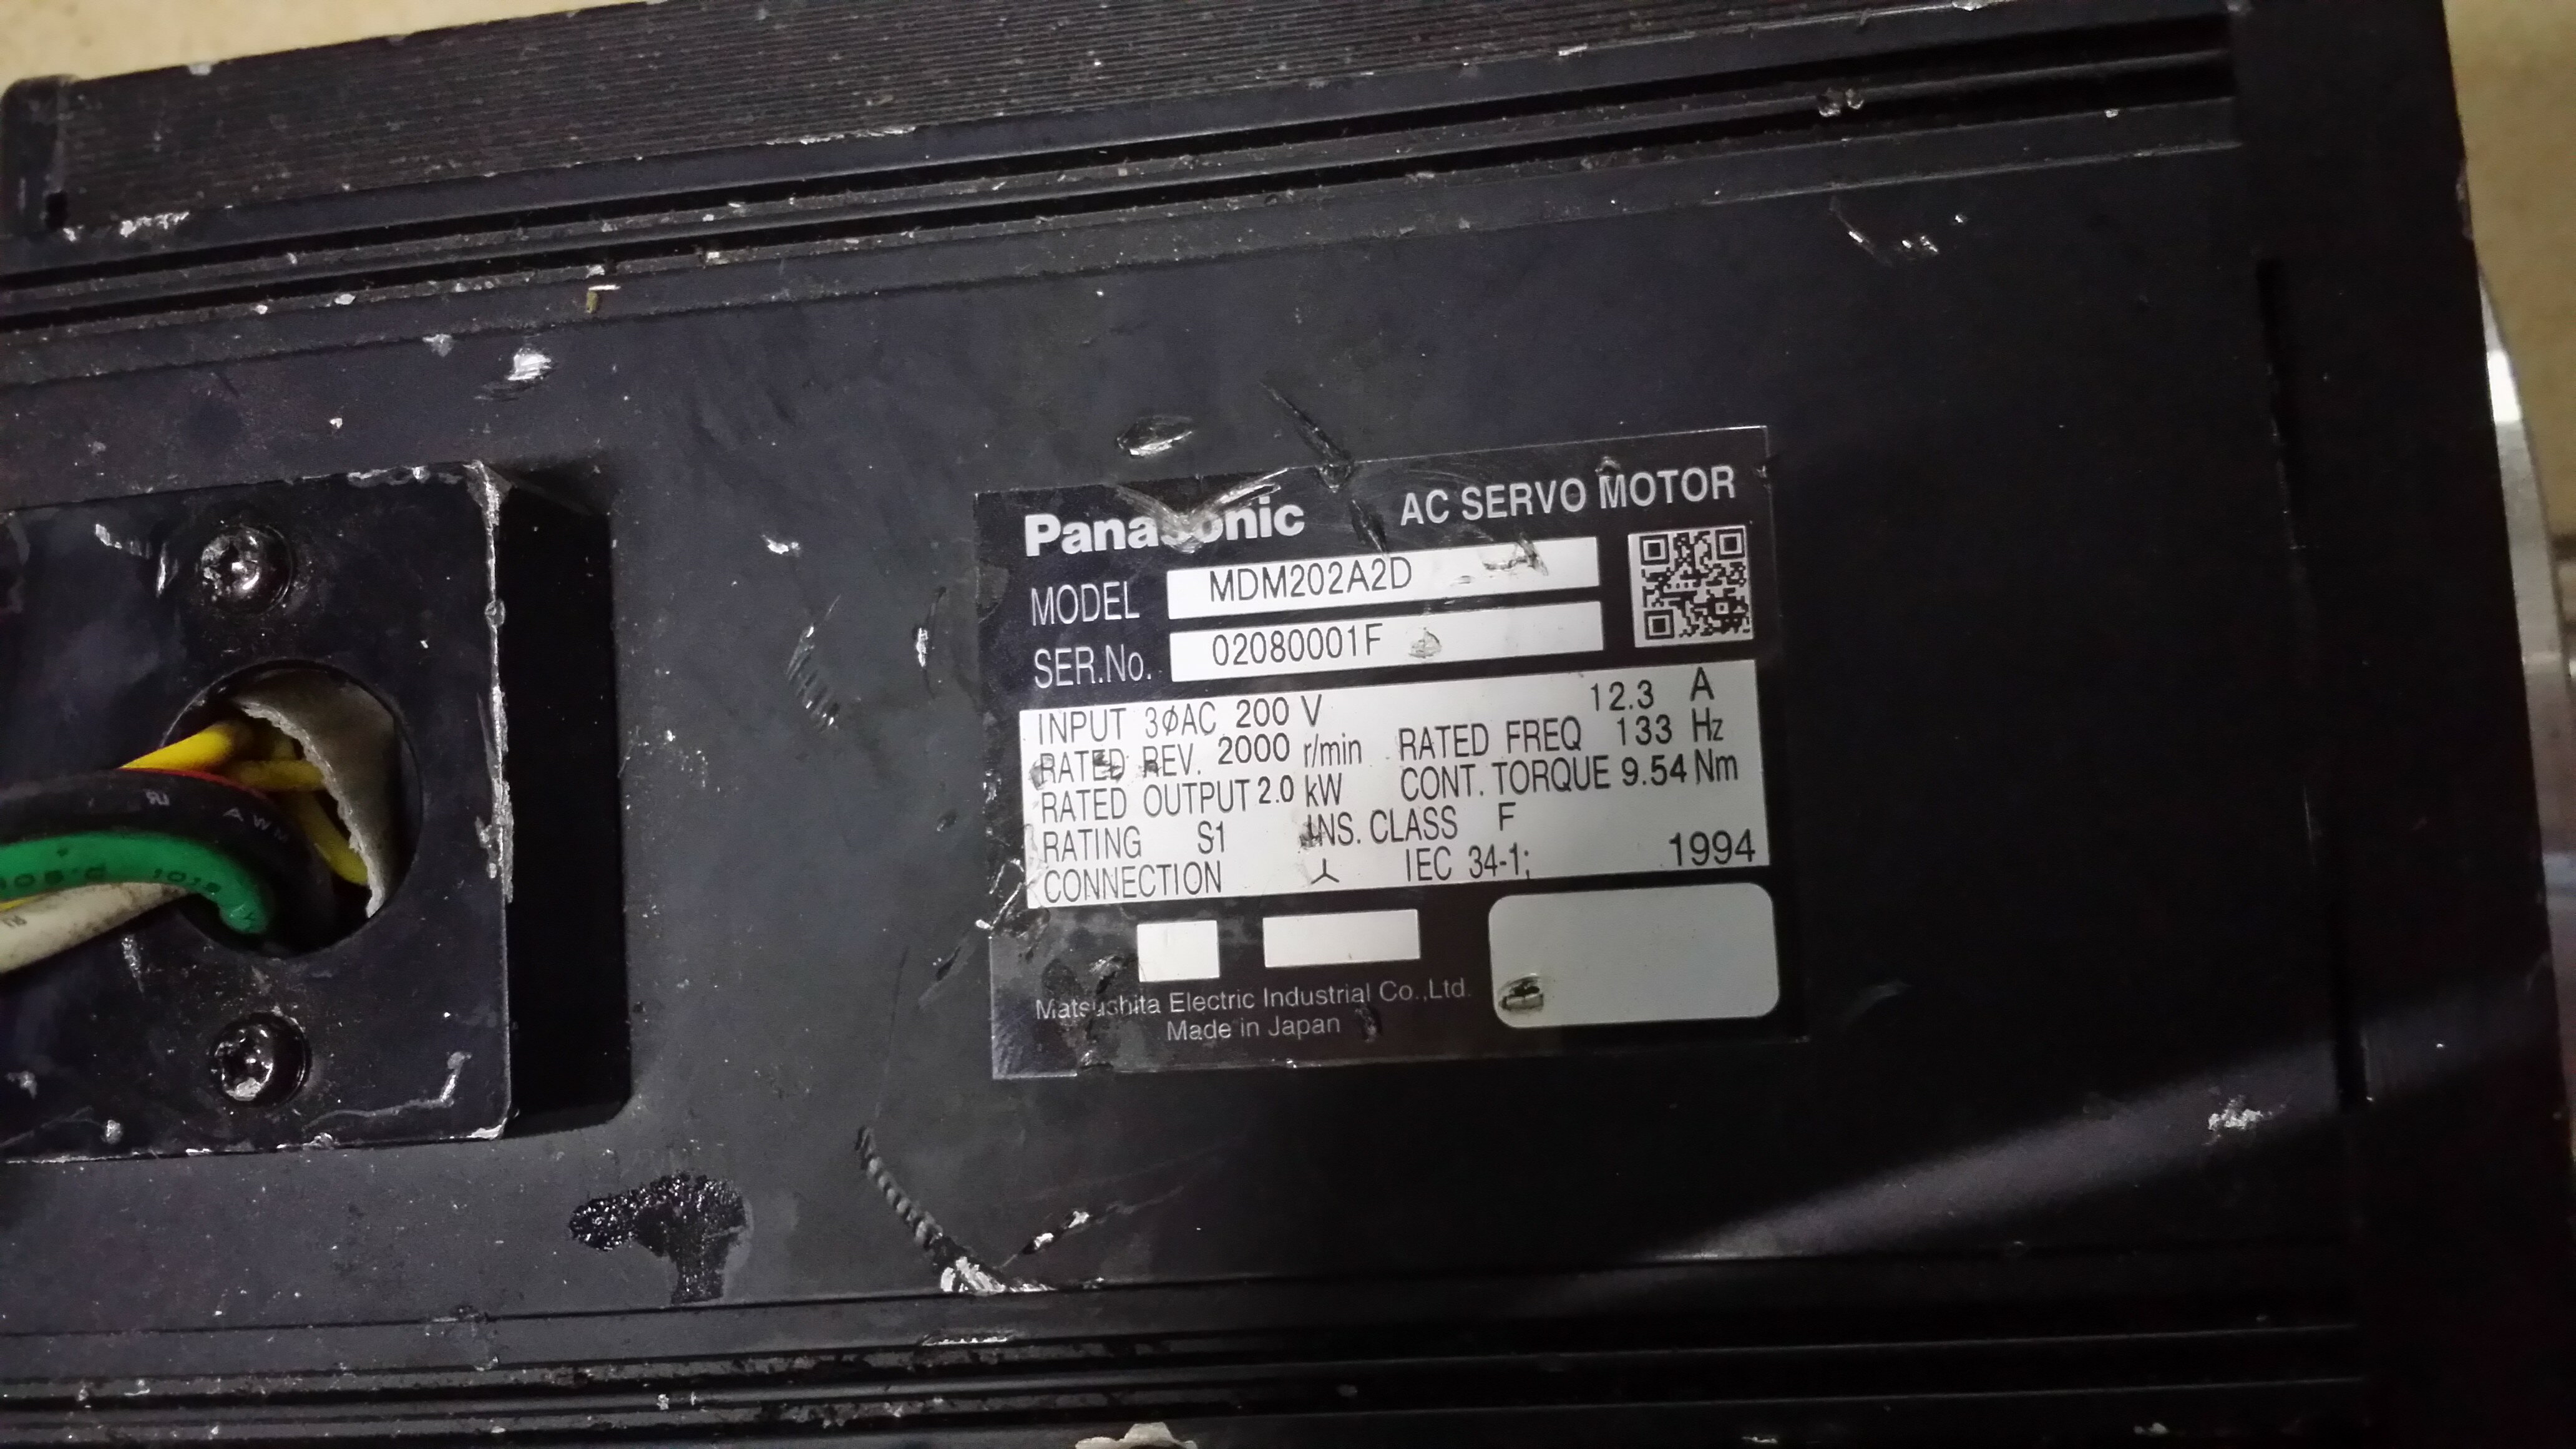 Panasonic AC SERVO MOTOR
MODEL MDM202A2D
SER.No. 02080001F
INPUT 3φAC 200 V 12.3 A
RATED REV. 2000 r/min RATED FREQ 133 Hz
RATED OUTPUT 2.0 kW CONT. TORQUE 9.54 Nm
RATING S1 INS. CLASS F
CONNECTION IEC 34-1; 1994
Matsushita Electric Industrial Co.,Ltd.
Made in Japan